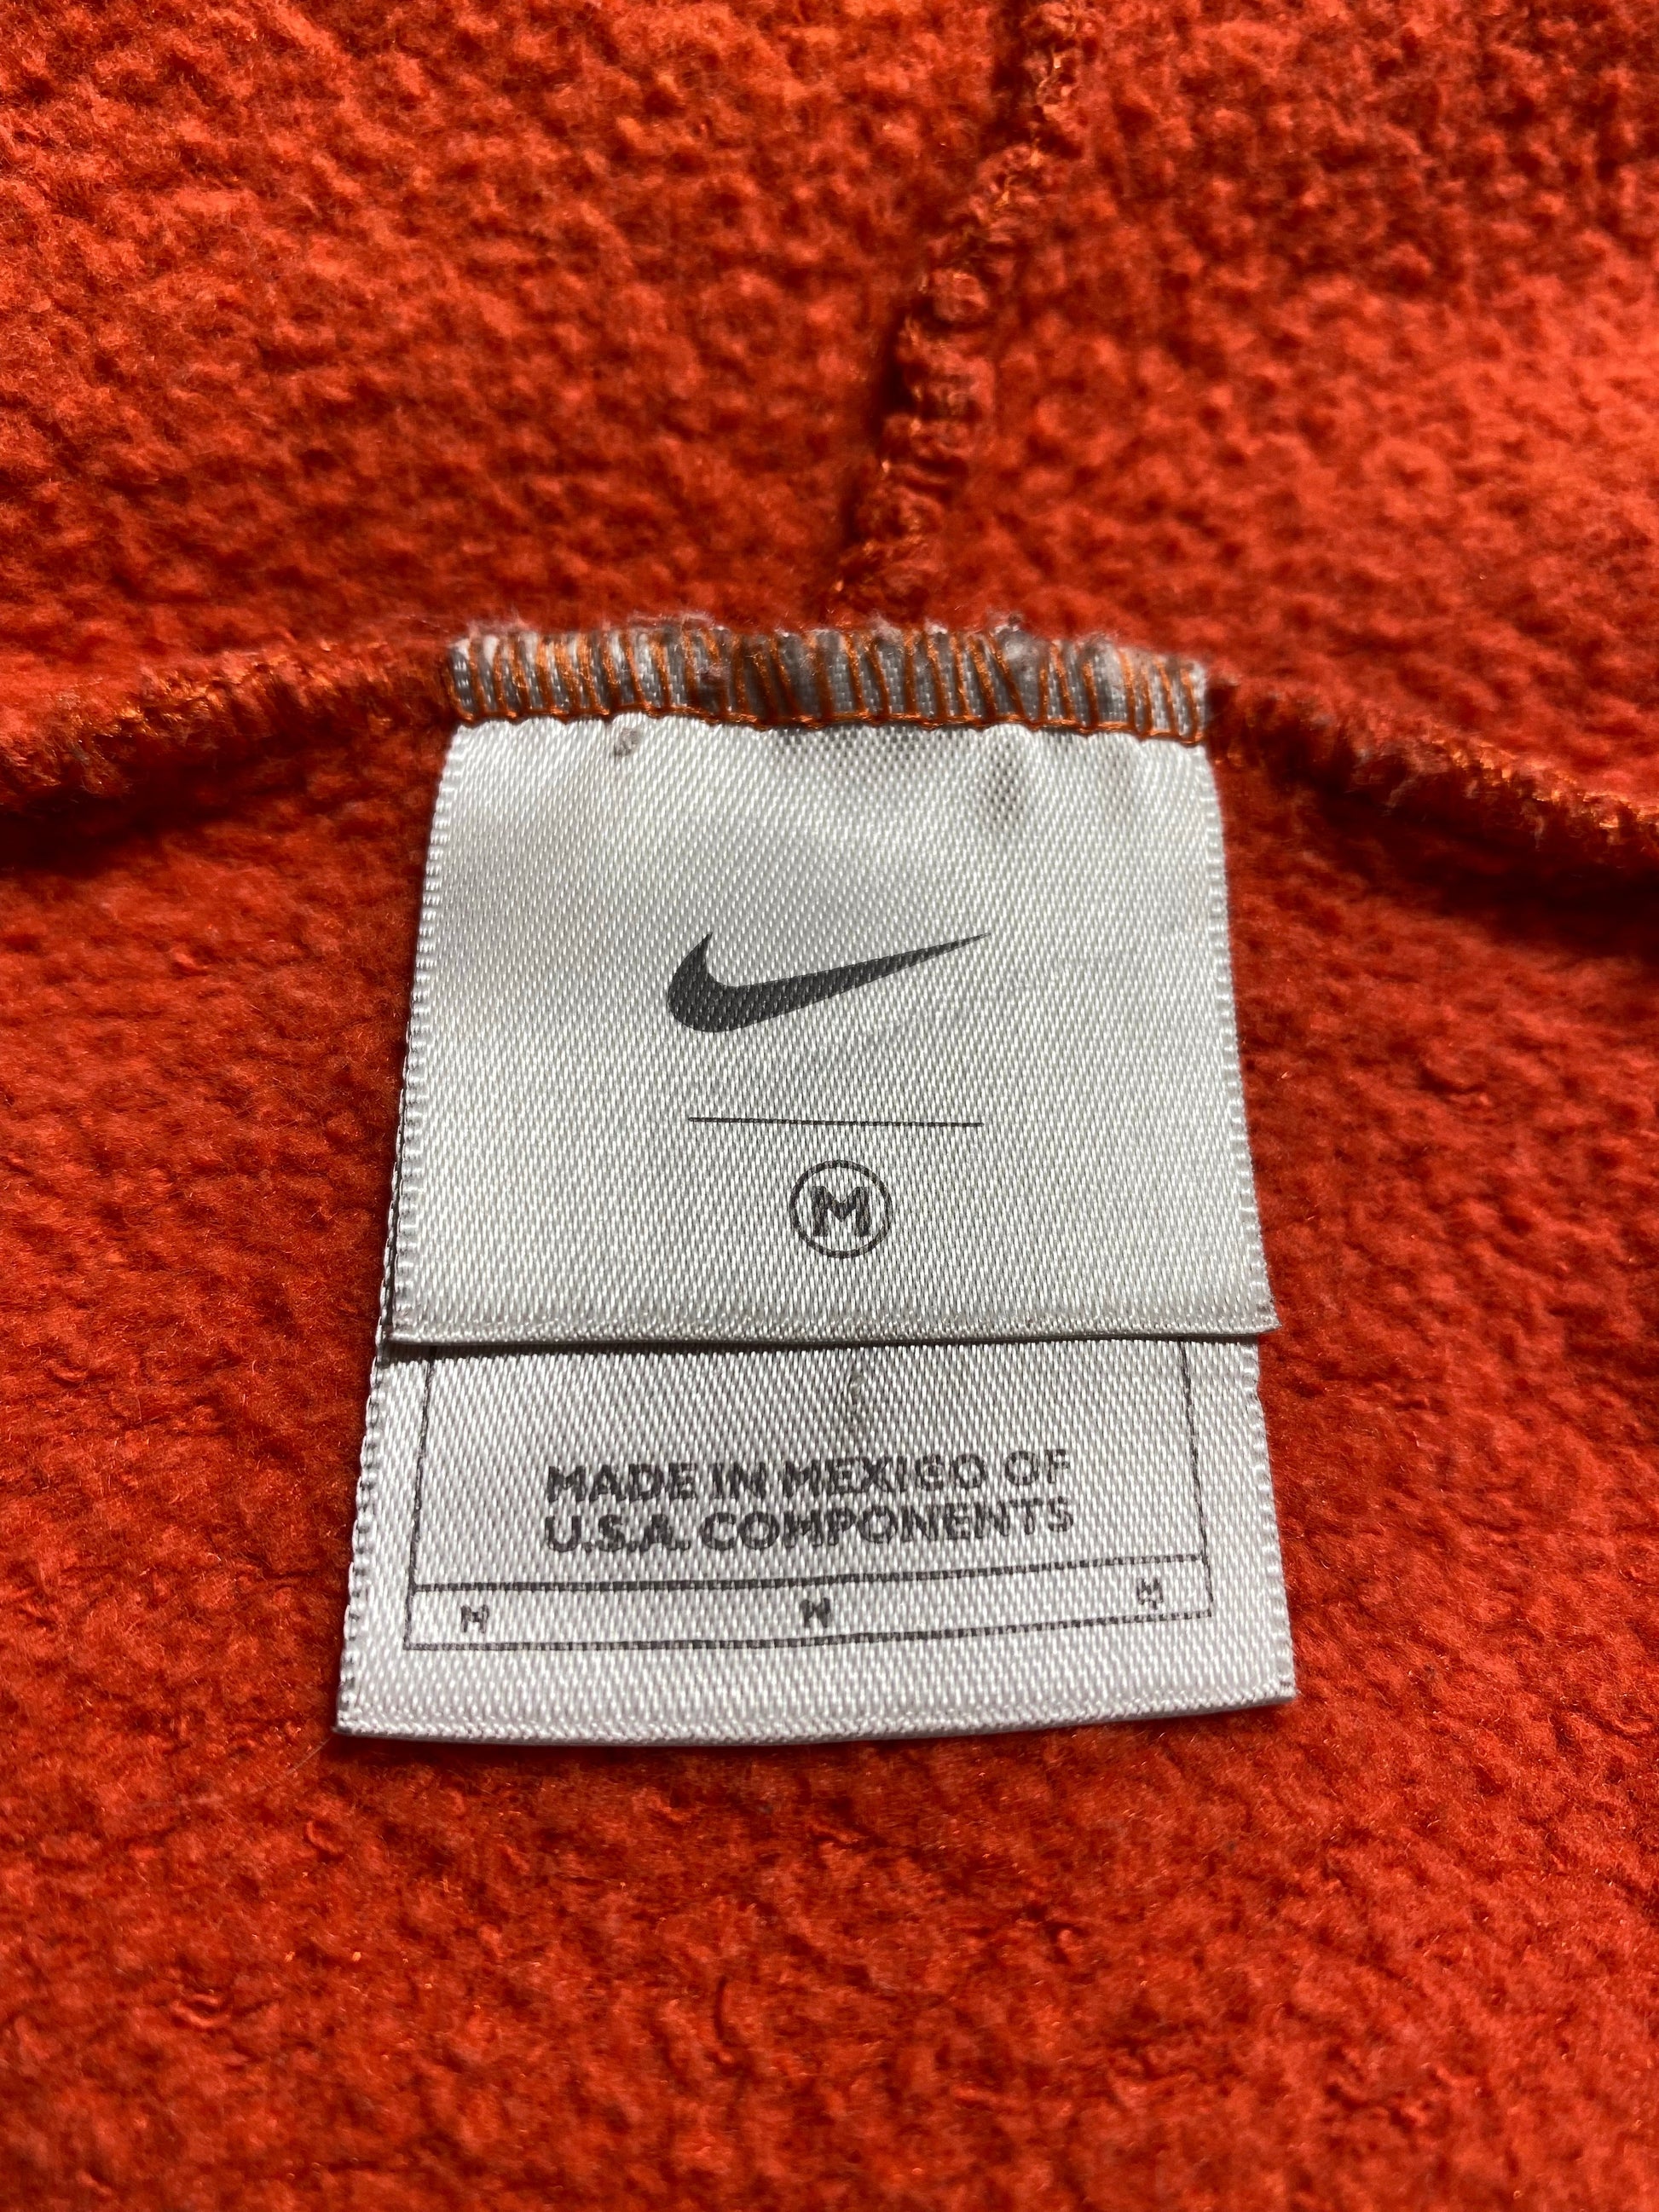 M
MADE IN MEXICO OF
U.S.A. COMPONENTS
M M M